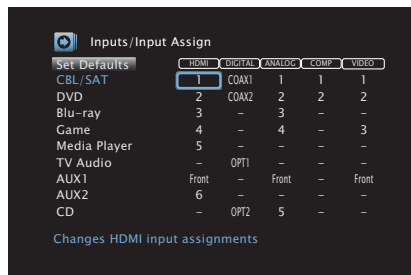 Inputs/Input Assign
Set Defaults HDMI DIGITAL ANALOG COMP VIDEO
CBL/SAT 1 COAX1 1 1 1
DVD 2 COAX2 2 2 2
Blu-ray 3 – 3 – –
Game 4 – 4 – 3
Media Player 5 – – – –
TV Audio – OPT1 – – –
AUX1 Front – Front – Front
AUX2 6 – – – –
CD – OPT2 5 – –
Changes HDMI input assignments